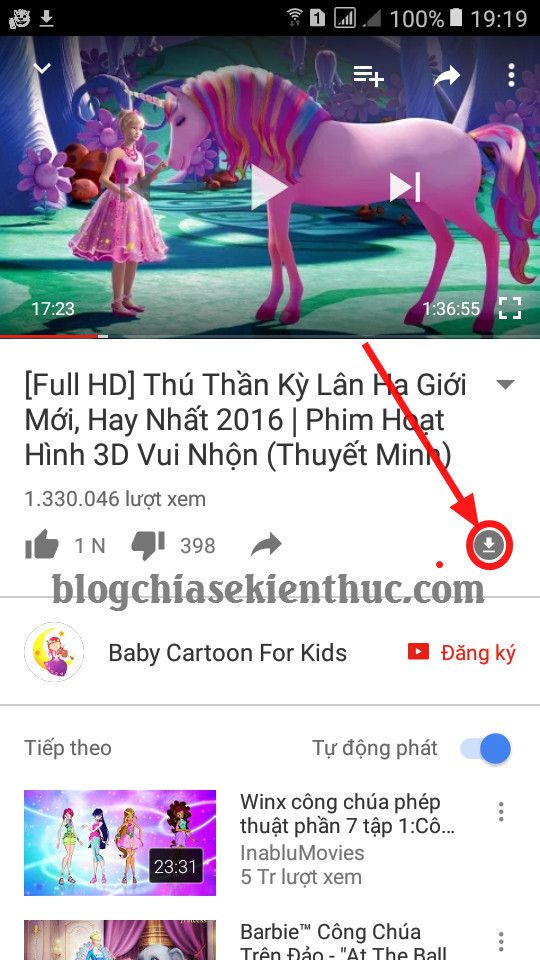 1
100%
19:19
17:23
1:36:55
[Full HD] Thú Thần Kỳ Lân Hạ Giới
Mới, Hay Nhất 2016 | Phim Hoạt
Hình 3D Vui Nhộn (Thuyết Minh)
1.330.046 lượt xem
1 N
398
blogchiasekienthuc.com
Baby Cartoon For Kids
Đăng ký
Tiếp theo
Tự động phát
Winx công chúa phép
thuật phần 7 tập 1:Cô...
23:31
InabluMovies
5 Tr lượt xem
Princess
Barbie™ Công Chúa
Trên Đảo - "At The Ball